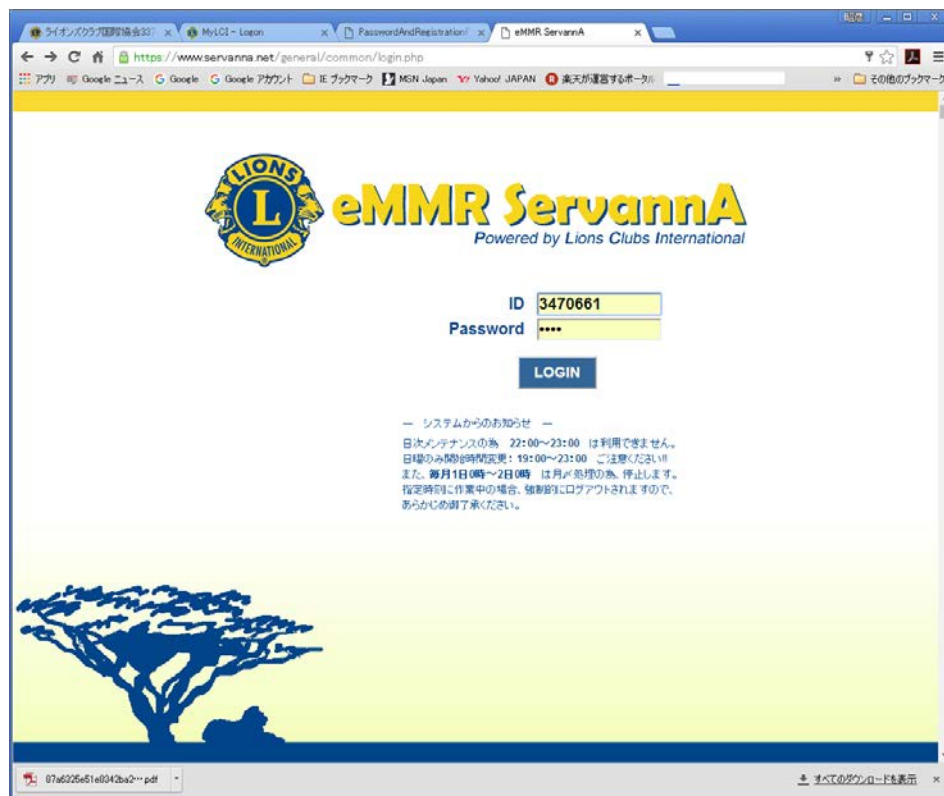 ライオンズクラブ国際協会337
MyLCI - Logon
PasswordAndRegistration/
eMMR ServannA
https://www.servanna.net/general/common/login.php
アプリ
Google ニュース
Google
Google アカウント
IE ブックマーク
MSN Japan
Yahoo! JAPAN
楽天が運営するポータル
その他のブックマーク
LIONS
L
INTERNATIONAL
eMMR ServannA
Powered by Lions Clubs International
ID 3470661
Password ••••
LOGIN
― システムからのお知らせ ―
日次メンテナンスの為 22:00~23:00 は利用できません。
日曜のみ開始時間変更:19:00~23:00 ご注意ください!!
また、毎月1日0時~2日0時 は月〆処理の為、停止します。
指定時刻に作業中の場合、強制的にログアウトされますので、
あらかじめ御了承ください。
07a6325e51e8342ba2….pdf
すべてのダウンロードを表示